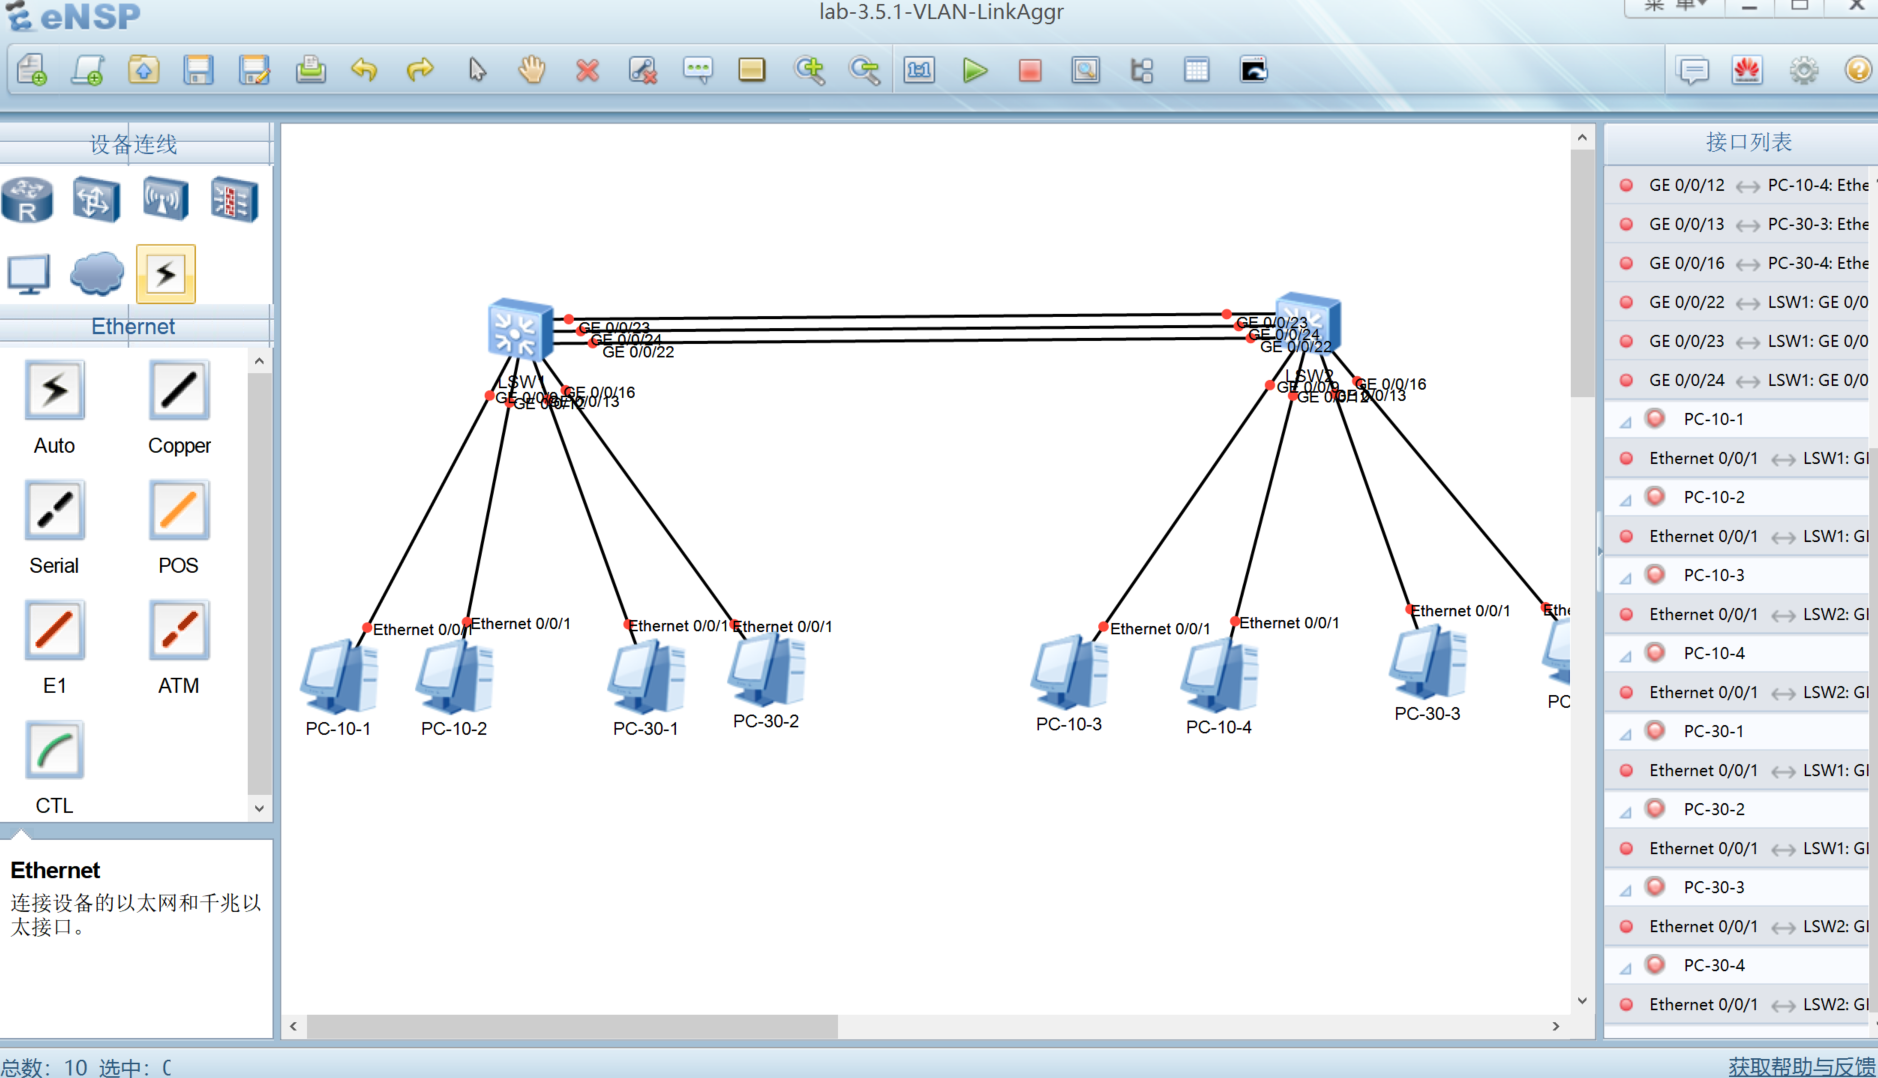 eNSP
lab-3.5.1-VLAN-LinkAggr
菜 单
设备连线
R
Ethernet
Auto
Copper
Serial
POS
E1
ATM
CTL
Ethernet
连接设备的以太网和千兆以
太接口。
总数: 10 选中:
1:1
GE 0/0/23
GE 0/0/24
GE 0/0/22
LSW1
GE 0/0/16
GE 0/0/9
GE 0/0/12
GE 0/0/13
Ethernet 0/0/1
Ethernet 0/0/1
Ethernet 0/0/1
Ethernet 0/0/1
PC-10-1
PC-10-2
PC-30-1
PC-30-2
GE 0/0/23
GE 0/0/24
GE 0/0/22
LSW2
GE 0/0/9
GE 0/0/16
GE 0/0/12
GE 0/0/13
Ethernet 0/0/1
Ethernet 0/0/1
Ethernet 0/0/1
Ethe
PC-10-3
PC-10-4
PC-30-3
PC
接口列表
GE 0/0/12 PC-10-4: Ethe
GE 0/0/13 PC-30-3: Ethe
GE 0/0/16 PC-30-4: Ethe
GE 0/0/22 LSW1: GE 0/0
GE 0/0/23 LSW1: GE 0/0
GE 0/0/24 LSW1: GE 0/0
PC-10-1
Ethernet 0/0/1 LSW1: GI
PC-10-2
Ethernet 0/0/1 LSW1: GI
PC-10-3
Ethernet 0/0/1 LSW2: GI
PC-10-4
Ethernet 0/0/1 LSW2: GI
PC-30-1
Ethernet 0/0/1 LSW1: GI
PC-30-2
Ethernet 0/0/1 LSW1: GI
PC-30-3
Ethernet 0/0/1 LSW2: GI
PC-30-4
Ethernet 0/0/1 LSW2: GI
获取帮助与反馈